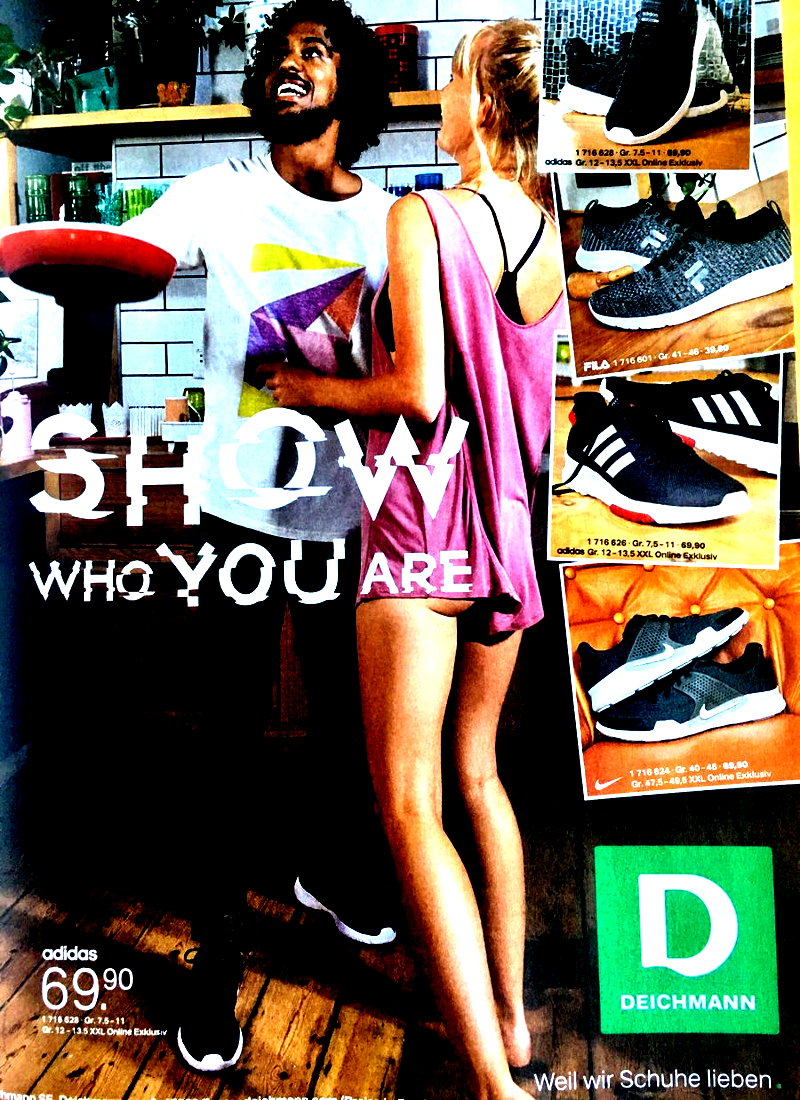 SHOW
WHO YOU ARE
1 716 628 · Gr. 7.5 - 11 · 69,90
adidas Gr. 12 - 13,5 XXL Online Exklusiv
FILA 1 716 601 · Gr. 41 - 46 · 39,90
1 716 626 · Gr. 7,5 - 11 · 69,90
adidas Gr. 12 - 13,5 XXL Online Exklusiv
1 716 624 · Gr. 40 - 46 · 69,90
Gr. 47,5 - 49,5 XXL Online Exklusiv
adidas
69.90
1 716 628 · Gr. 7.5 - 11
Gr. 12 - 13.5 XXL Online Exklusiv
D
DEICHMANN
Weil wir Schuhe lieben.